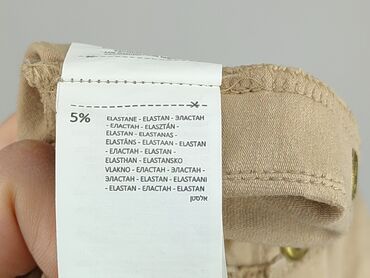 5%
ELASTANE - ELASTAN - ЭЛАСТАН
- ЕЛАСТАН - ELASZTÁN -
ELASTAN - ELASTANAS -
ELASTĀNS - ELASTAAN - ELASTAN
- ЕЛАСТАН - ELASTAN -
ELASTHAN - ELASTANSKO
VLAKNO - ЕЛАСТАН - ЭЛАСТАН -
- ЭЛАСТАН - ELASTAN - ELASTAANI
- ELASTAN - ЕЛАСТАН - ELASTAN
אלסטן